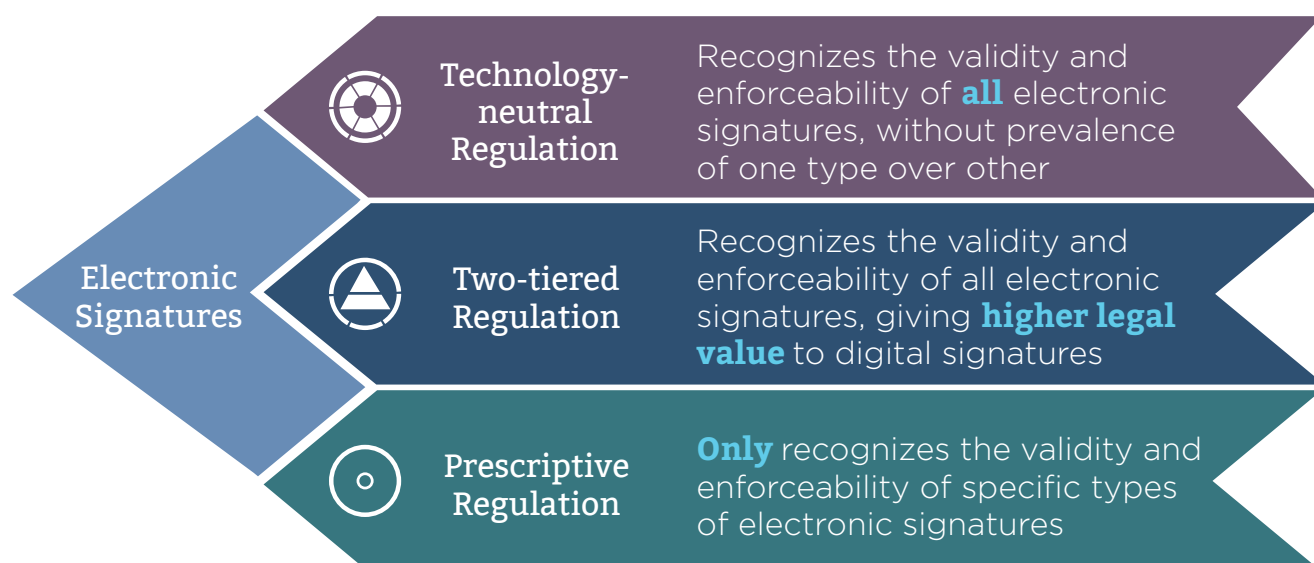 Electronic
Signatures
Technology-
neutral
Regulation
Recognizes the validity and
enforceability of all electronic
signatures, without prevalence
of one type over other
Two-tiered
Regulation
Recognizes the validity and
enforceability of all electronic
signatures, giving higher legal
value to digital signatures
Prescriptive
Regulation
Only recognizes the validity and
enforceability of specific types
of electronic signatures